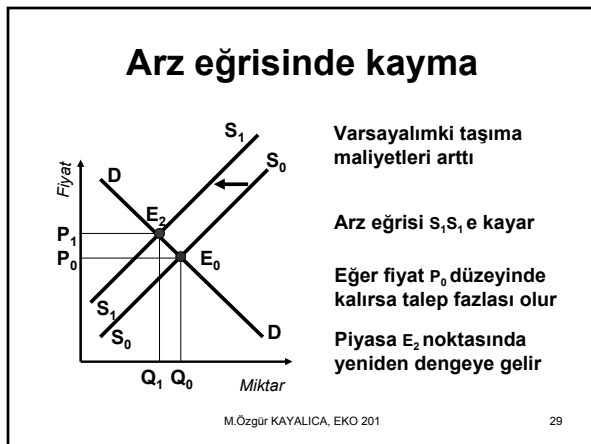 Arz eğrisinde kayma
Fiyat
S1
S0
D
E2
P1
P0
E0
S1
S0
D
Q1 Q0
Miktar
Varsayalımki taşıma
maliyetleri arttı
Arz eğrisi S1S1 e kayar
Eğer fiyat P0 düzeyinde
kalırsa talep fazlası olur
Piyasa E2 noktasında
yeniden dengeye gelir
M.Özgür KAYALICA, EKO 201
29